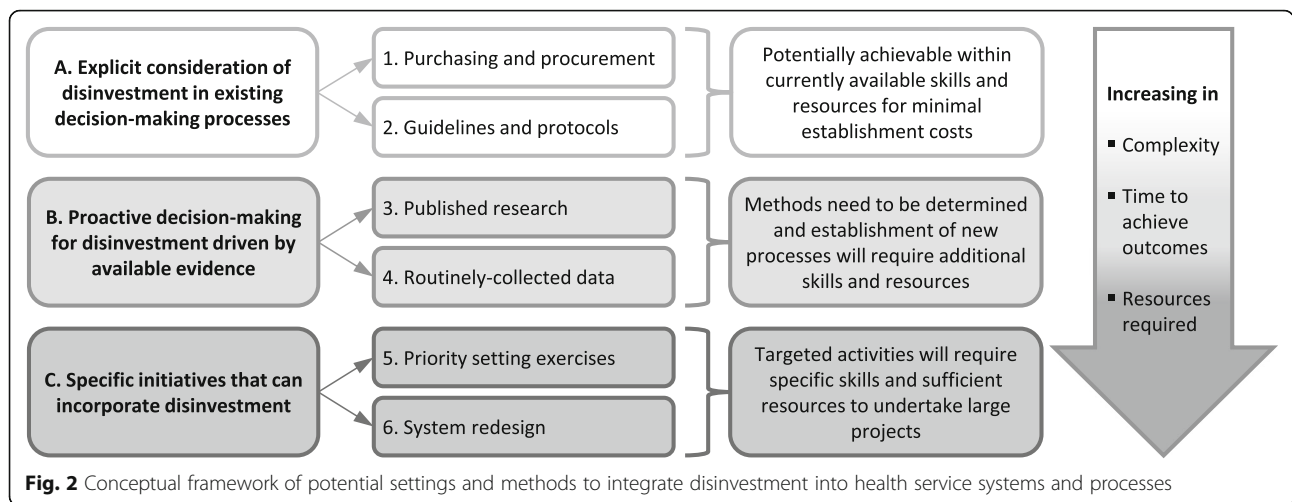 A. Explicit consideration of
disinvestment in existing
decision-making processes
1. Purchasing and procurement
2. Guidelines and protocols
Potentially achievable within
currently available skills and
resources for minimal
establishment costs
B. Proactive decision-making
for disinvestment driven by
available evidence
3. Published research
4. Routinely-collected data
Methods need to be determined
and establishment of new
processes will require additional
skills and resources
C. Specific initiatives that can
incorporate disinvestment
5. Priority setting exercises
6. System redesign
Targeted activities will require
specific skills and sufficient
resources to undertake large
projects
Increasing in
▪ Complexity
▪ Time to
achieve
outcomes
▪ Resources
required
Fig. 2 Conceptual framework of potential settings and methods to integrate disinvestment into health service systems and processes